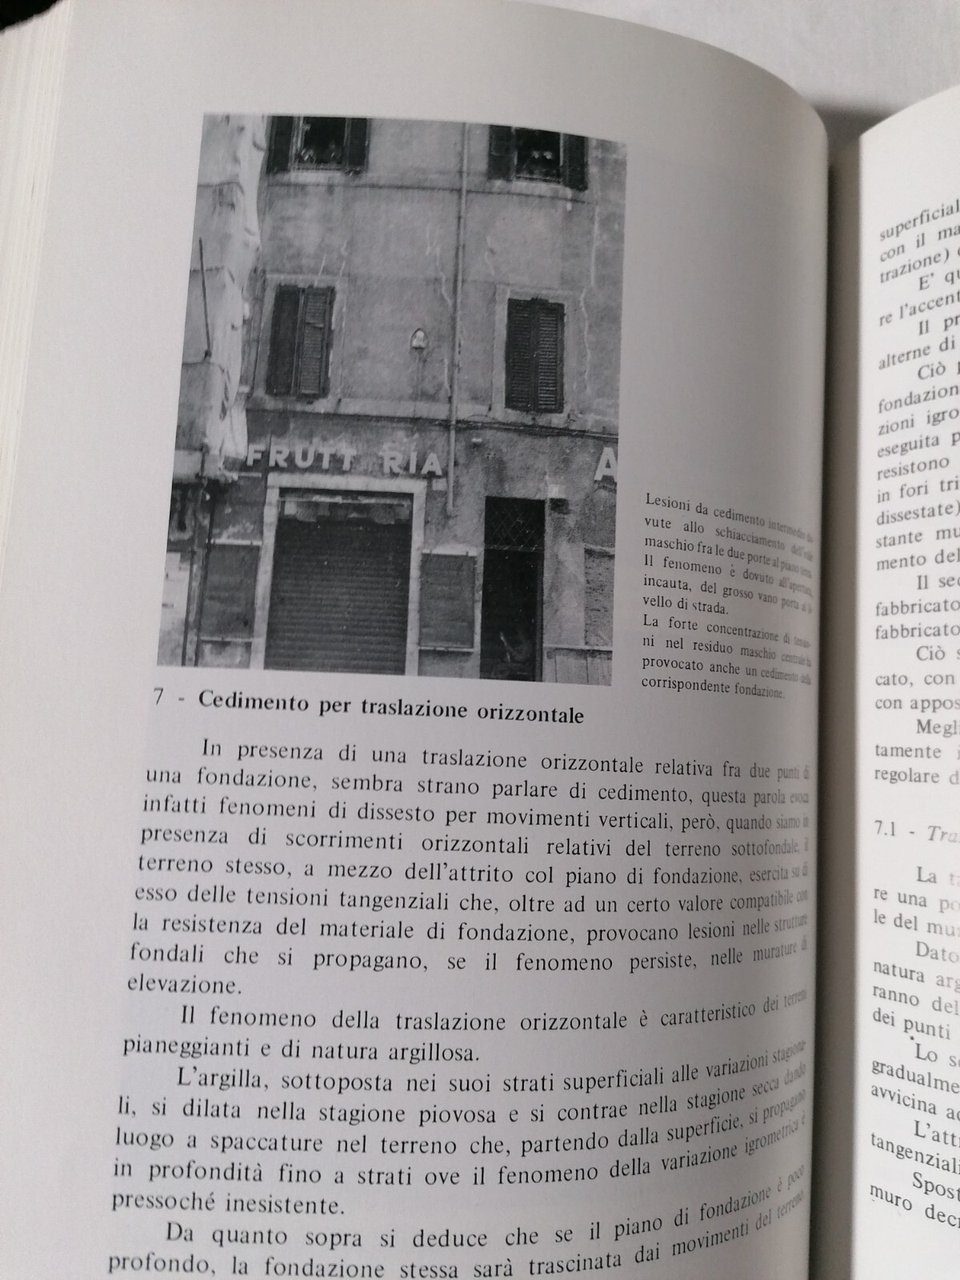 FRUTT RIA
A
Lesioni da cedimento intermedio do-
vute allo schiacciamento dell'esile
maschio fra le due porte al piano terra.
Il fenomeno è dovuto all'apertura,
incauta, del grosso vano porta al li-
vello di strada.
La forte concentrazione di tensio-
ni nel residuo maschio centrale ha
provocato anche un cedimento della
corrispondente fondazione.
7 - Cedimento per traslazione orizzontale
In presenza di una traslazione orizzontale relativa fra due punti di
una fondazione, sembra strano parlare di cedimento, questa parola evoca
infatti fenomeni di dissesto per movimenti verticali, però, quando siamo in
presenza di scorrimenti orizzontali relativi del terreno sottofondale, il
terreno stesso, a mezzo dell'attrito col piano di fondazione, esercita su di
esso delle tensioni tangenziali che, oltre ad un certo valore compatibile con
la resistenza del materiale di fondazione, provocano lesioni nelle strutture
fondali che si propagano, se il fenomeno persiste, nelle murature di
elevazione.
Il fenomeno della traslazione orizzontale è caratteristico dei terreni
pianeggianti e di natura argillosa.
L'argilla, sottoposta nei suoi strati superficiali alle variazioni stagiona-
li, si dilata nella stagione piovosa e si contrae nella stagione secca dando
luogo a spaccature nel terreno che, partendo dalla superficie, si propagano
in profondità fino a strati ove il fenomeno della variazione igrometrica è
pressoché inesistente.
Da quanto sopra si deduce che se il piano di fondazione è poco
profondo, la fondazione stessa sarà trascinata dai movimenti del terreno
superficial
con il ma
trazione)
E' qu
re l'accent
Il pr
alterne di
Ciò
fondazion
zioni igro
eseguita p
resistono
in fori tri
dissestate)
stante mu
mento del
Il sec
fabbricato
fabbricato
Ciò s
cato, con
con appos
Megl
tamente i
regolare d
7.1 - Tra
La t
re una po
le del mur
Dato
natura arg
ranno del
dei punti
Lo s
gradualme
avvicina a
L'att
tangenziali
Spost
muro decr